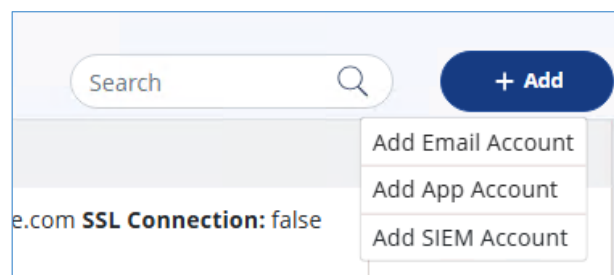 Search
+ Add
Add Email Account
Add App Account
e.com SSL Connection: false
Add SIEM Account